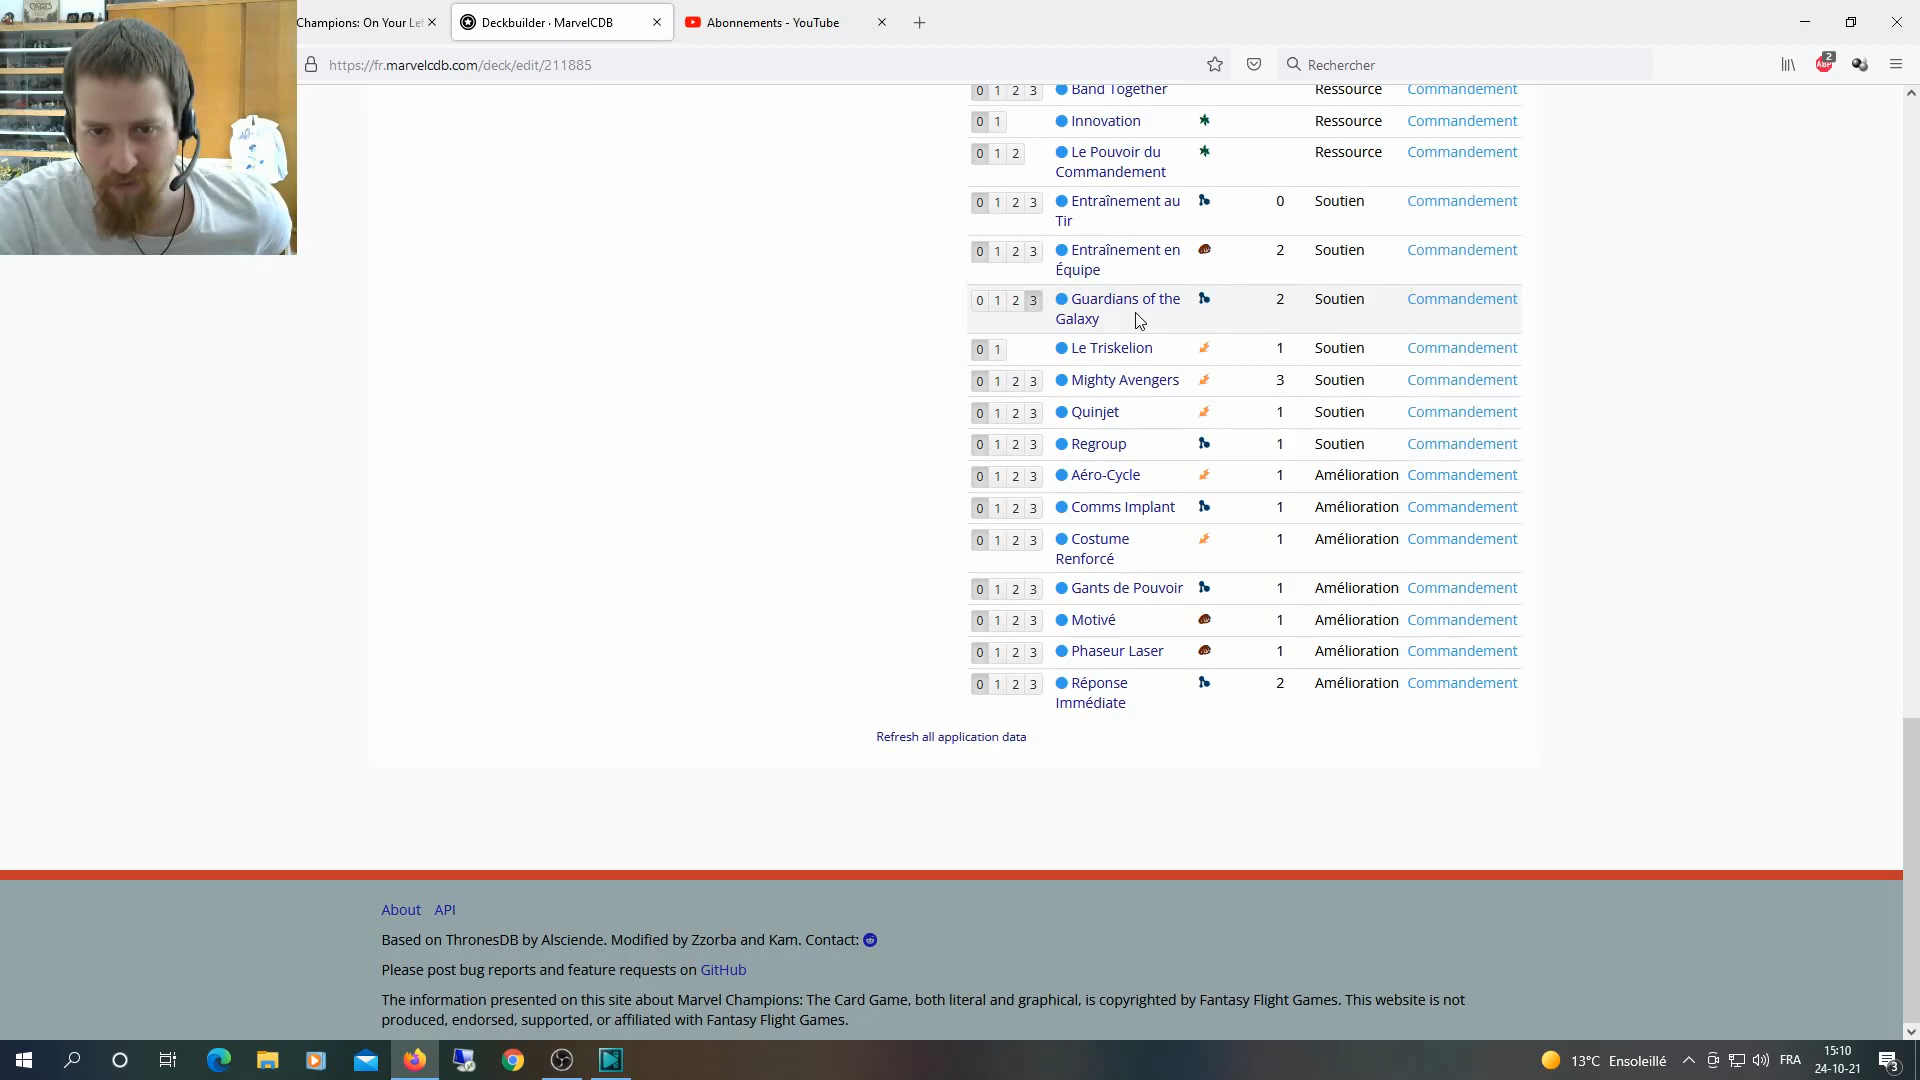 Champions: On Your Le
Deckbuilder · MarvelCDB
Abonnements - YouTube
https://fr.marvelcdb.com/deck/edit/211885
Rechercher
ABP
2
0 1 2 3 Band Together Ressource Commandement
0 1 Innovation Ressource Commandement
0 1 2 Le Pouvoir du Ressource Commandement
Commandement
0 1 2 3 Entraînement au 0 Soutien Commandement
Tir
0 1 2 3 Entraînement en 2 Soutien Commandement
Équipe
0 1 2 3 Guardians of the 2 Soutien Commandement
Galaxy
0 1 Le Triskelion 1 Soutien Commandement
0 1 2 3 Mighty Avengers 3 Soutien Commandement
0 1 2 3 Quinjet 1 Soutien Commandement
0 1 2 3 Regroup 1 Soutien Commandement
0 1 2 3 Aéro-Cycle 1 Amélioration Commandement
0 1 2 3 Comms Implant 1 Amélioration Commandement
0 1 2 3 Costume 1 Amélioration Commandement
Renforcé
0 1 2 3 Gants de Pouvoir 1 Amélioration Commandement
0 1 2 3 Motivé 1 Amélioration Commandement
0 1 2 3 Phaseur Laser 1 Amélioration Commandement
0 1 2 3 Réponse 2 Amélioration Commandement
Immédiate
Refresh all application data
About API
Based on ThronesDB by Alsciende. Modified by Zzorba and Kam. Contact:
Please post bug reports and feature requests on GitHub
The information presented on this site about Marvel Champions: The Card Game, both literal and graphical, is copyrighted by Fantasy Flight Games. This website is not
produced, endorsed, supported, or affiliated with Fantasy Flight Games.
13°C Ensoleillé
FRA
15:10
24-10-21
3